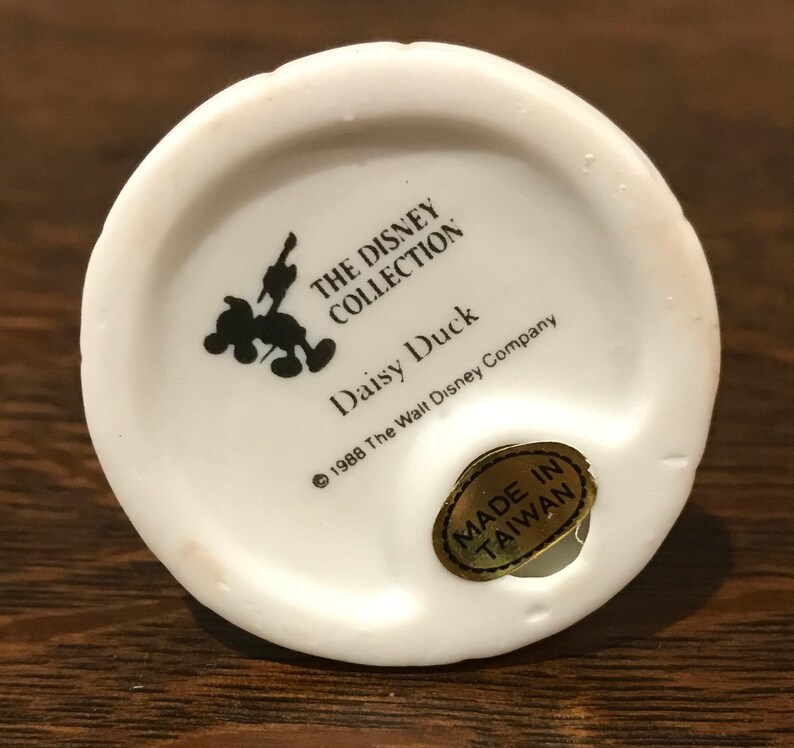 THE DISNEY
COLLECTION
Daisy Duck
© 1988 The Walt Disney Company
MADE IN
TAIWAN